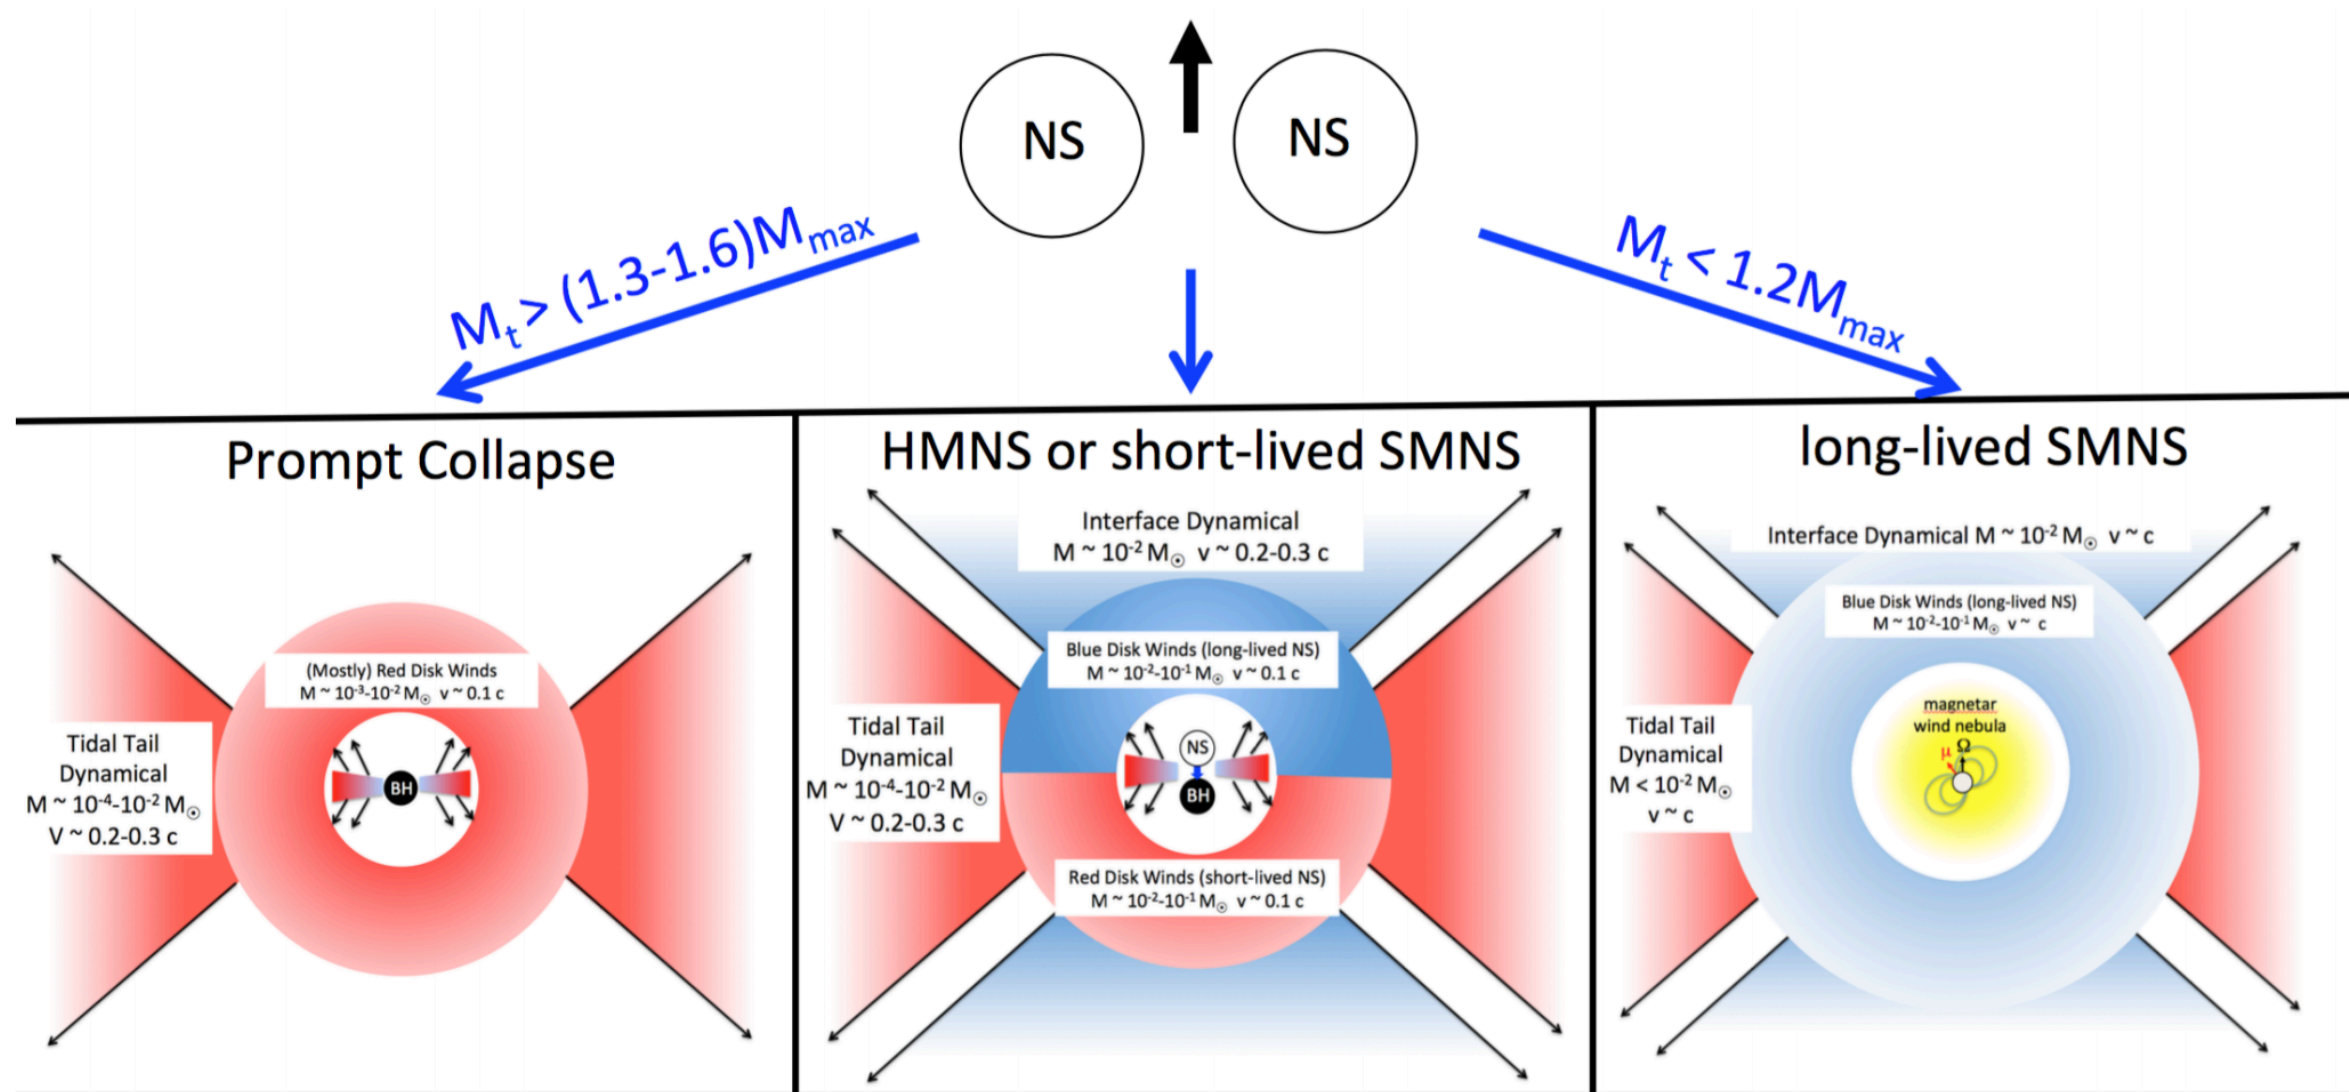 NS
NS
Mₜ > (1.3-1.6)Mₘₐₓ
Mₜ < 1.2Mₘₐₓ
Prompt Collapse
(Mostly) Red Disk Winds
M ~ 10⁻³-10⁻² M☉ v ~ 0.1 c
Tidal Tail
Dynamical
M ~ 10⁻⁴-10⁻² M☉
V ~ 0.2-0.3 c
BH
HMNS or short-lived SMNS
Interface Dynamical
M ~ 10⁻² M☉ v ~ 0.2-0.3 c
Blue Disk Winds (long-lived NS)
M ~ 10⁻²-10⁻¹ M☉ v ~ 0.1 c
Tidal Tail
Dynamical
M ~ 10⁻⁴-10⁻² M☉
V ~ 0.2-0.3 c
NS
BH
Red Disk Winds (short-lived NS)
M ~ 10⁻²-10⁻¹ M☉ v ~ 0.1 c
long-lived SMNS
Interface Dynamical M ~ 10⁻² M☉ v ~ c
Blue Disk Winds (long-lived NS)
M ~ 10⁻²-10⁻¹ M☉ v ~ c
Tidal Tail
Dynamical
M < 10⁻² M☉
v ~ c
magnetar
wind nebula
μ Ω